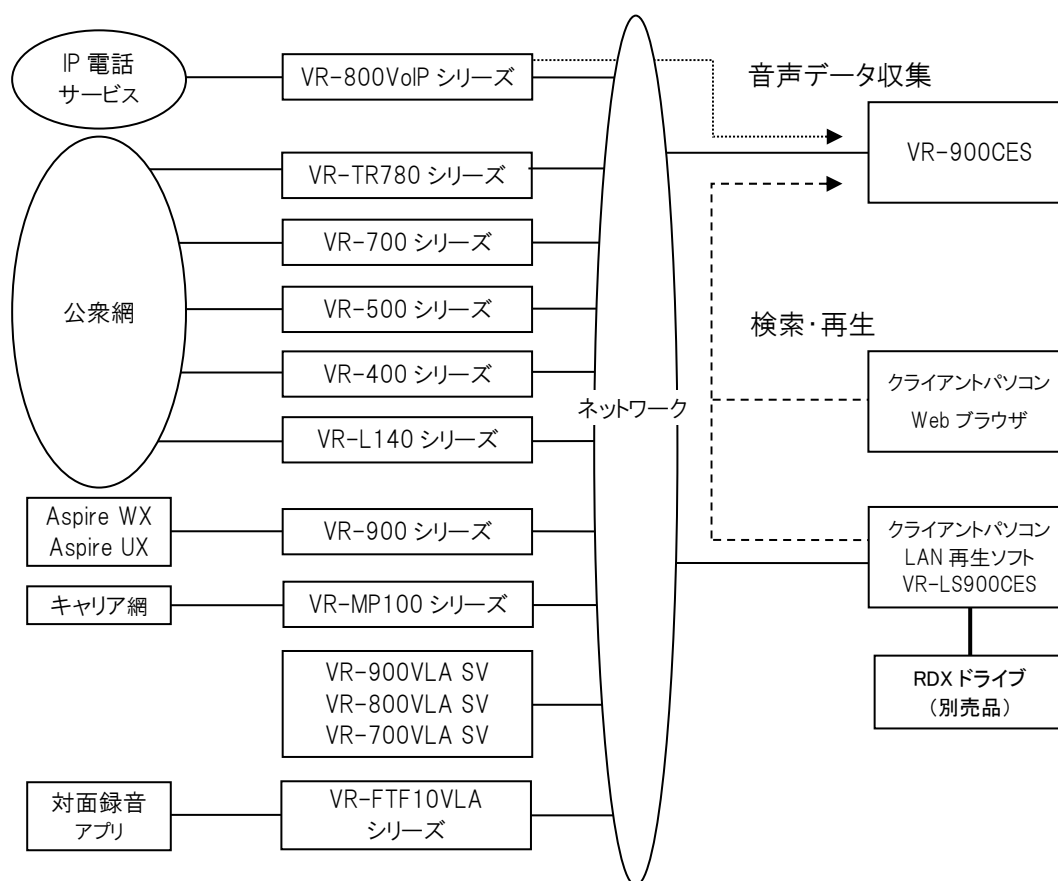 IP 電話
サービス
VR-800VoIP シリーズ
音声データ収集
VR-900CES
VR-TR780 シリーズ
VR-700 シリーズ
公衆網
VR-500 シリーズ
検索・再生
VR-400 シリーズ
ネットワーク
クライアントパソコン
Web ブラウザ
VR-L140 シリーズ
Aspire WX
Aspire UX
VR-900 シリーズ
クライアントパソコン
LAN 再生ソフト
VR-LS900CES
キャリア網
VR-MP100 シリーズ
VR-900VLA SV
VR-800VLA SV
VR-700VLA SV
RDX ドライブ
（別売品）
対面録音
アプリ
VR-FTF10VLA
シリーズ